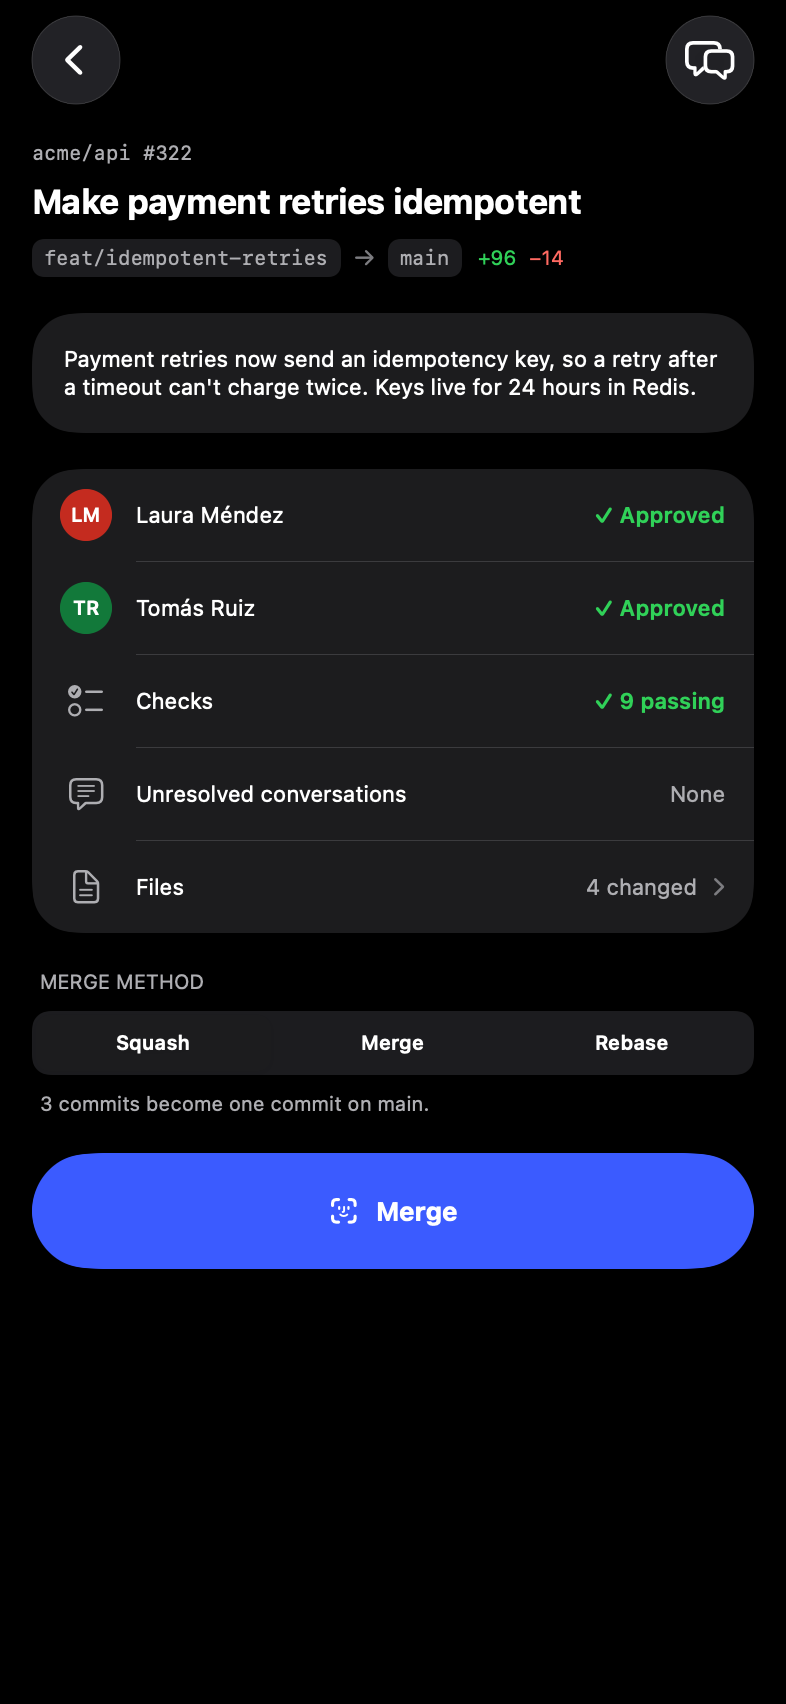 acme/api #322
Make payment retries idempotent
feat/idempotent-retries → main +96 −14
Payment retries now send an idempotency key, so a retry after
a timeout can't charge twice. Keys live for 24 hours in Redis.
LM Laura Méndez ✓ Approved
TR Tomás Ruiz ✓ Approved
Checks ✓ 9 passing
Unresolved conversations None
Files 4 changed
MERGE METHOD
Squash Merge Rebase
3 commits become one commit on main.
Merge